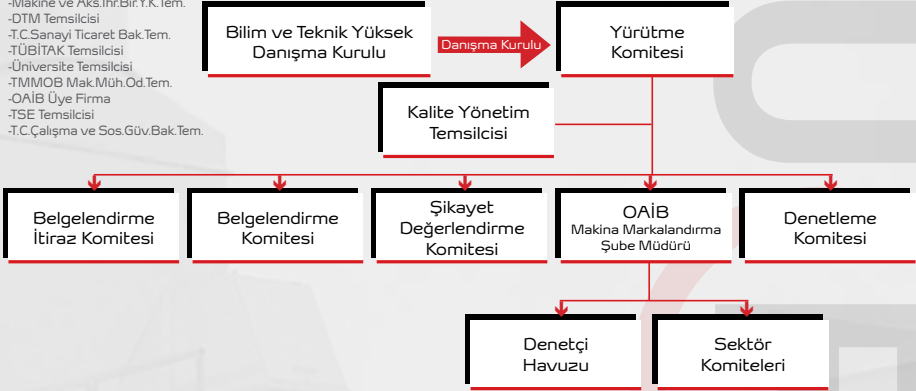 -Makine ve Aks.İhr.Bir.Y.K.Tem.
-DTM Temsilcisi
-T.C.Sanayi Ticaret Bak.Tem.
-TÜBİTAK Temsilcisi
-Üniversite Temsilcisi
-TMMOB Mak.Müh.Od.Tem.
-OAİB Üye Firma
-TSE Temsilcisi
-T.C.Çalışma ve Sos.Güv.Bak.Tem.
Bilim ve Teknik Yüksek
Danışma Kurulu
Danışma Kurulu
Yürütme
Komitesi
Kalite Yönetim
Temsilcisi
Belgelendirme
İtiraz Komitesi
Belgelendirme
Komitesi
Şikayet
Değerlendirme
Komitesi
OAİB
Makina Markalandırma
Şube Müdürü
Denetleme
Komitesi
Denetçi
Havuzu
Sektör
Komiteleri